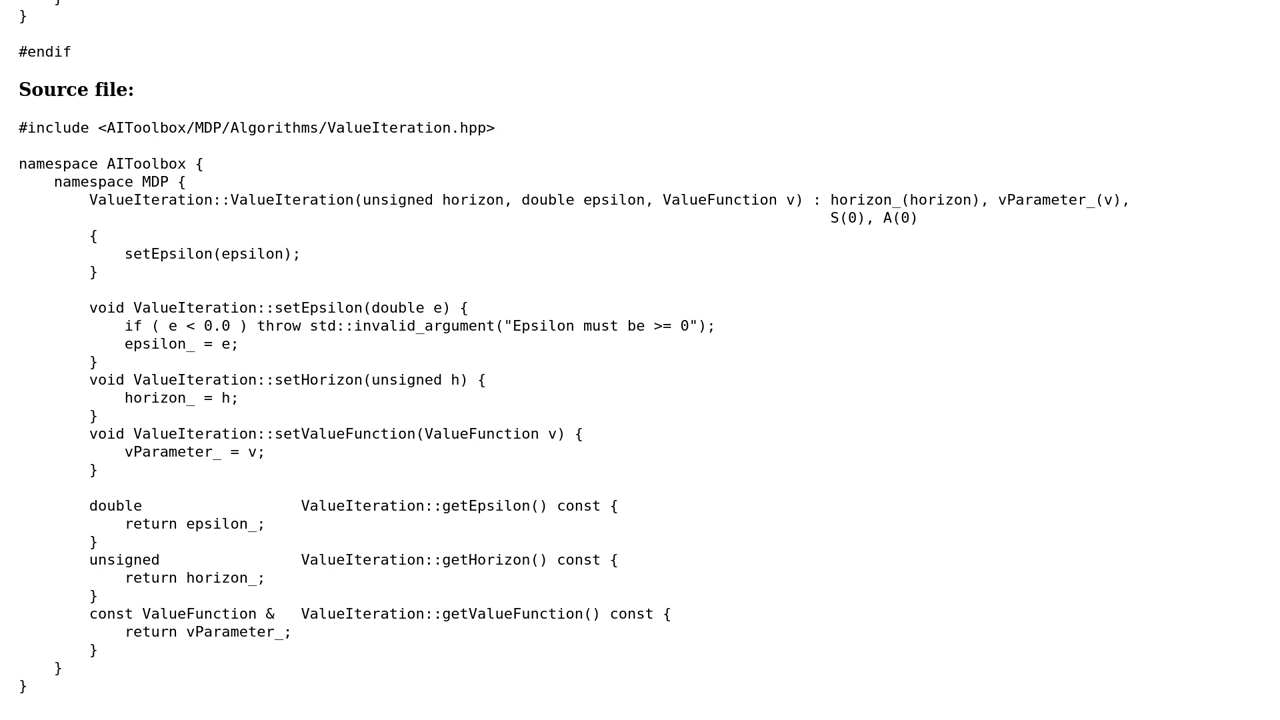 }
}

#endif

Source file:

#include <AIToolbox/MDP/Algorithms/ValueIteration.hpp>

namespace AIToolbox {
    namespace MDP {
        ValueIteration::ValueIteration(unsigned horizon, double epsilon, ValueFunction v) : horizon_(horizon), vParameter_(v),
                                                                                            S(0), A(0)
        {
            setEpsilon(epsilon);
        }

        void ValueIteration::setEpsilon(double e) {
            if ( e < 0.0 ) throw std::invalid_argument("Epsilon must be >= 0");
            epsilon_ = e;
        }
        void ValueIteration::setHorizon(unsigned h) {
            horizon_ = h;
        }
        void ValueIteration::setValueFunction(ValueFunction v) {
            vParameter_ = v;
        }

        double                  ValueIteration::getEpsilon() const {
            return epsilon_;
        }
        unsigned                ValueIteration::getHorizon() const {
            return horizon_;
        }
        const ValueFunction &   ValueIteration::getValueFunction() const {
            return vParameter_;
        }
    }
}